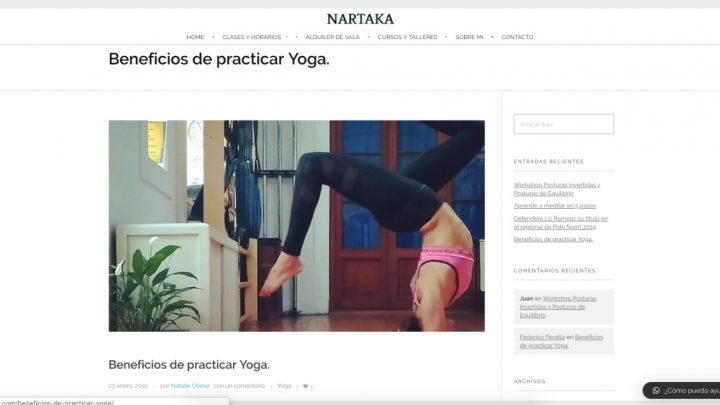 NARTAKA
HOME • CLASES Y HORARIOS • ALQUILER DE SALA • CURSOS Y TALLERES • SOBRE MI • CONTACTO
Beneficios de practicar Yoga.
Buscar Aquí
ENTRADAS RECIENTES
Workshop Posturas Invertidas y
Posturas de Equilibrio
Aprende a meditar en 5 pasos
Defenderá Liz Ramirez su título en
el regional de Pole Sport 2019
Beneficios de practicar Yoga.
COMENTARIOS RECIENTES
Juan en Workshop Posturas
Invertidas y Posturas de
Equilibrio
Federico Peralta en Beneficios
de practicar Yoga.
ARCHIVOS
Beneficios de practicar Yoga.
23 enero, 2019 - por Natalie Obelar con un comentario - Yoga - 1
¿Cómo puedo ayu
.com/beneficios-de-practicar-yoga/